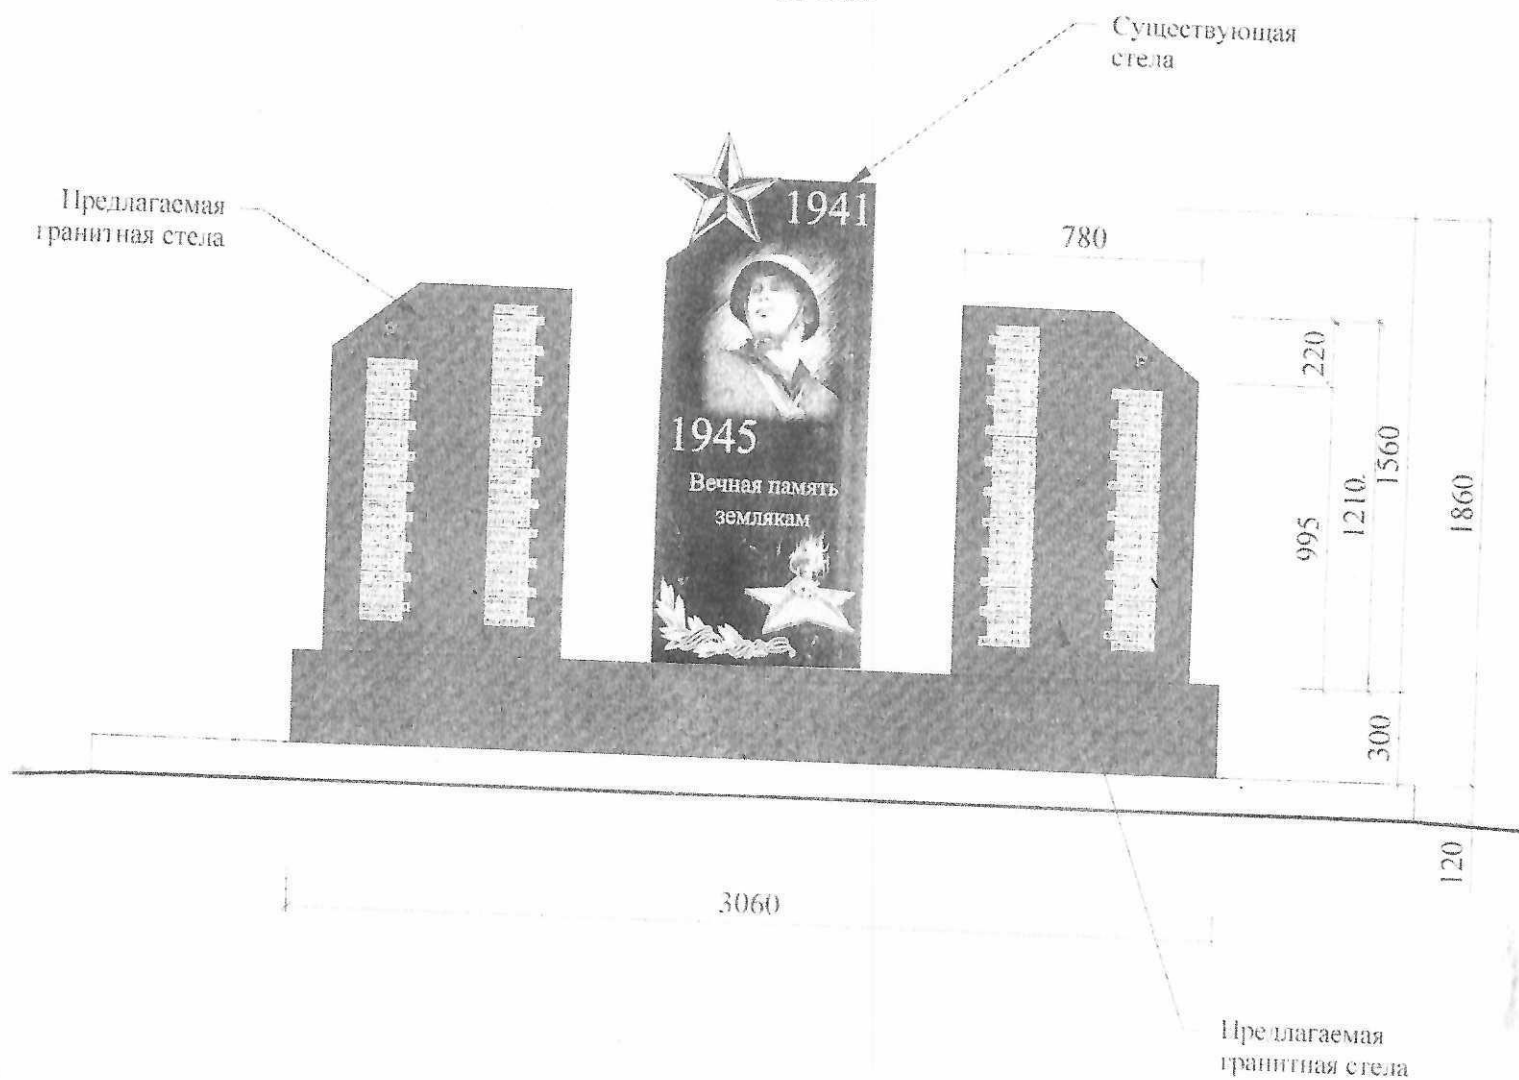 Существующая
стела
Предлагаемая
гранитная стела
1941
780
1945
Вечная память
землякам
220
995
1210
1560
1860
300
120
3060
Предлагаемая
гранитная стела